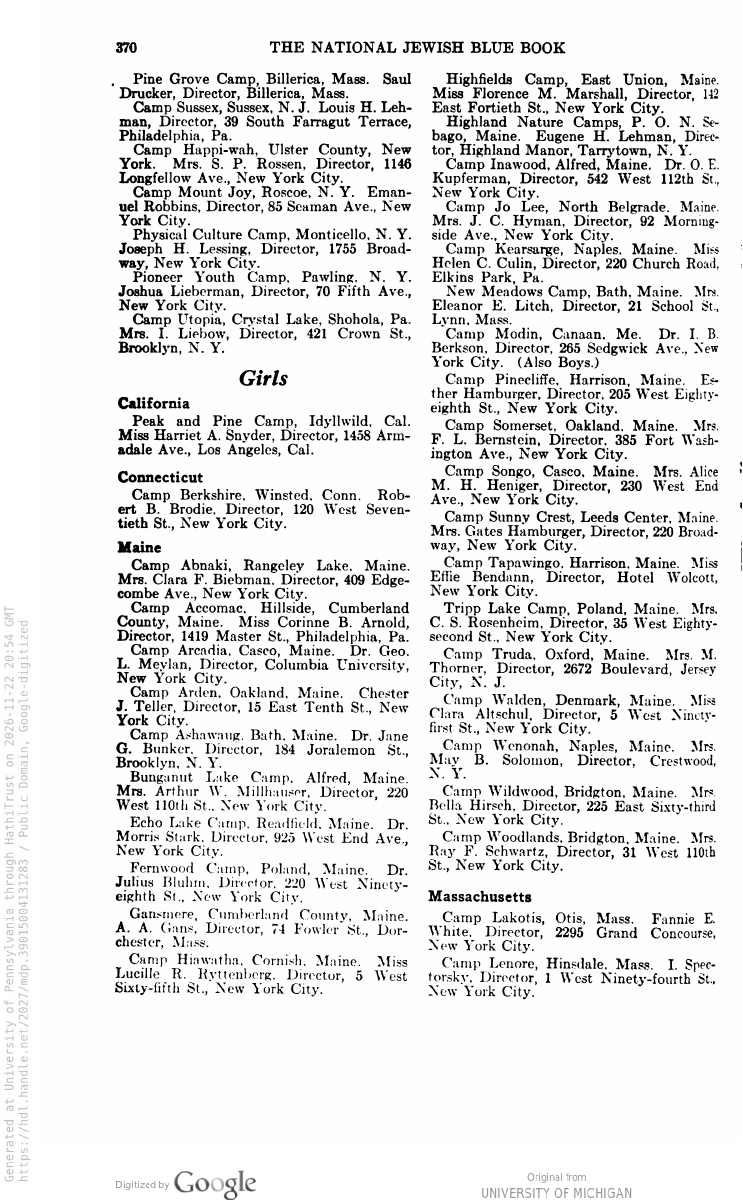 370
THE NATIONAL JEWISH BLUE BOOK
Pine Grove Camp, Billerica, Mass. Saul
Drucker, Director, Billerica, Mass.
Camp Sussex, Sussex, N. J. Louis H. Leh-
man, Director, 39 South Farragut Terrace,
Philadelphia, Pa.
Camp Happi-wah, Ulster County, New
York. Mrs. S. P. Rossen, Director, 1146
Longfellow Ave., New York City.
Camp Mount Joy, Roscoe, N. Y. Eman-
uel Robbins, Director, 85 Seaman Ave., New
York City.
Physical Culture Camp, Monticello, N. Y.
Joseph H. Lessing, Director, 1755 Broad-
way, New York City.
Pioneer Youth Camp, Pawling, N. Y.
Joshua Lieberman, Director, 70 Fifth Ave.,
New York City.
Camp Utopia, Crystal Lake, Shohola, Pa.
Mrs. I. Liebow, Director, 421 Crown St.,
Brooklyn, N. Y.
Girls
California
Peak and Pine Camp, Idyllwild, Cal.
Miss Harriet A. Snyder, Director, 1458 Arm-
adale Ave., Los Angeles, Cal.
Connecticut
Camp Berkshire, Winsted, Conn. Rob-
ert B. Brodie, Director, 120 West Seven-
tieth St., New York City.
Maine
Camp Abnaki, Rangeley Lake, Maine.
Mrs. Clara F. Biebman, Director, 409 Edge-
combe Ave., New York City.
Camp Accomac, Hillside, Cumberland
County, Maine. Miss Corinne B. Arnold,
Director, 1419 Master St., Philadelphia, Pa.
Camp Arcadia, Casco, Maine. Dr. Geo.
L. Meylan, Director, Columbia University,
New York City.
Camp Arden, Oakland, Maine. Chester
J. Teller, Director, 15 East Tenth St., New
York City.
Camp Ashawaug, Bath, Maine. Dr. Jane
G. Bunker, Director, 184 Joralemon St.,
Brooklyn, N. Y.
Bunganut Lake Camp, Alfred, Maine.
Mrs. Arthur W. Millhauser, Director, 220
West 110th St., New York City.
Echo Lake Camp, Readfield, Maine. Dr.
Morris Stark, Director, 925 West End Ave.,
New York City.
Fernwood Camp, Poland, Maine. Dr.
Julius Bluhm, Director, 220 West Ninety-
eighth St., New York City.
Gansmere, Cumberland County, Maine.
A. A. Gans, Director, 74 Fowler St., Dor-
chester, Mass.
Camp Hiawatha, Cornish, Maine. Miss
Lucille R. Ryttenberg, Director, 5 West
Sixty-fifth St., New York City.
Highfields Camp, East Union, Maine.
Miss Florence M. Marshall, Director, 142
East Fortieth St., New York City.
Highland Nature Camps, P. O. N. Se-
bago, Maine. Eugene H. Lehman, Direc-
tor, Highland Manor, Tarrytown, N. Y.
Camp Inawood, Alfred, Maine. Dr. O. E.
Kupferman, Director, 542 West 112th St.,
New York City.
Camp Jo Lee, North Belgrade, Maine.
Mrs. J. C. Hyman, Director, 92 Morning-
side Ave., New York City.
Camp Kearsarge, Naples, Maine. Miss
Helen C. Culin, Director, 220 Church Road,
Elkins Park, Pa.
New Meadows Camp, Bath, Maine. Mrs.
Eleanor E. Litch, Director, 21 School St.,
Lynn, Mass.
Camp Modin, Canaan, Me. Dr. I. B.
Berkson, Director, 265 Sedgwick Ave., New
York City. (Also Boys.)
Camp Pinecliffe, Harrison, Maine. Es-
ther Hamburger, Director, 205 West Eighty-
eighth St., New York City.
Camp Somerset, Oakland, Maine. Mrs.
F. L. Bernstein, Director, 385 Fort Wash-
ington Ave., New York City.
Camp Songo, Casco, Maine. Mrs. Alice
M. H. Heniger, Director, 230 West End
Ave., New York City.
Camp Sunny Crest, Leeds Center, Maine.
Mrs. Gates Hamburger, Director, 220 Broad-
way, New York City.
Camp Tapawingo, Harrison, Maine. Miss
Effie Bendann, Director, Hotel Wolcott,
New York City.
Tripp Lake Camp, Poland, Maine. Mrs.
C. S. Rosenheim, Director, 35 West Eighty-
second St., New York City.
Camp Truda, Oxford, Maine. Mrs. M.
Thorner, Director, 2672 Boulevard, Jersey
City, N. J.
Camp Walden, Denmark, Maine. Miss
Clara Altschul, Director, 5 West Ninety-
first St., New York City.
Camp Wenonah, Naples, Maine. Mrs.
May B. Solomon, Director, Crestwood,
N. Y.
Camp Wildwood, Bridgton, Maine. Mrs.
Bella Hirsch, Director, 225 East Sixty-third
St., New York City.
Camp Woodlands, Bridgton, Maine. Mrs.
Ray F. Schwartz, Director, 31 West 110th
St., New York City.
Massachusetts
Camp Lakotis, Otis, Mass. Fannie E.
White, Director, 2295 Grand Concourse,
New York City.
Camp Lenore, Hinsdale, Mass. I. Spec-
torsky, Director, 1 West Ninety-fourth St.,
New York City.
Generated at University of Pennsylvania through HathiTrust on 2026-11-22 20:54 GMT
https://hdl.handle.net/2027/mdp.39015004131283 / Public Domain, Google-digitized
Digitized by Google
Original from
UNIVERSITY OF MICHIGAN